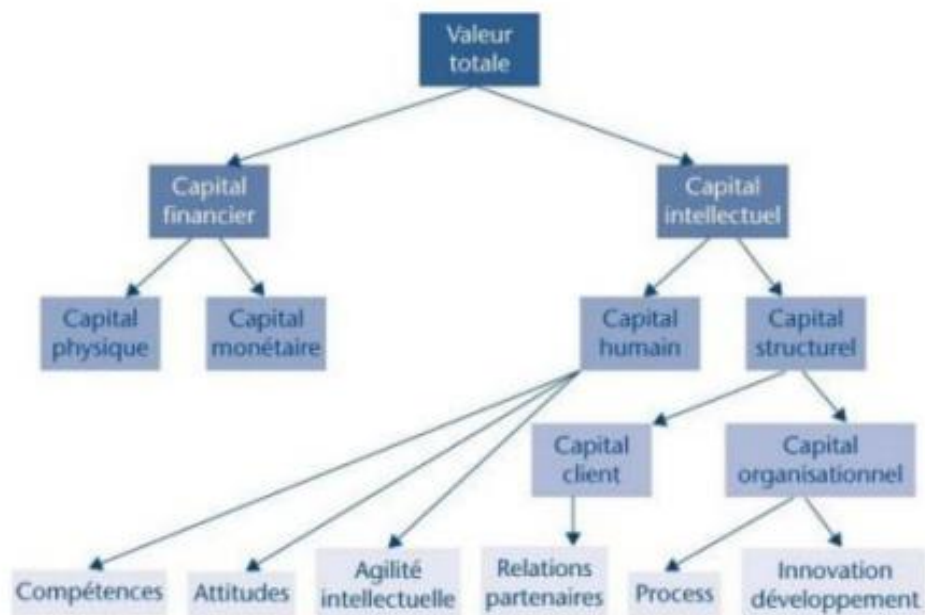 Valeur
totale
Capital
financier
Capital
intellectuel
Capital
physique
Capital
monétaire
Capital
humain
Capital
structurel
Capital
client
Capital
organisationnel
Compétences
Attitudes
Agilité
intellectuelle
Relations
partenaires
Process
Innovation
développement